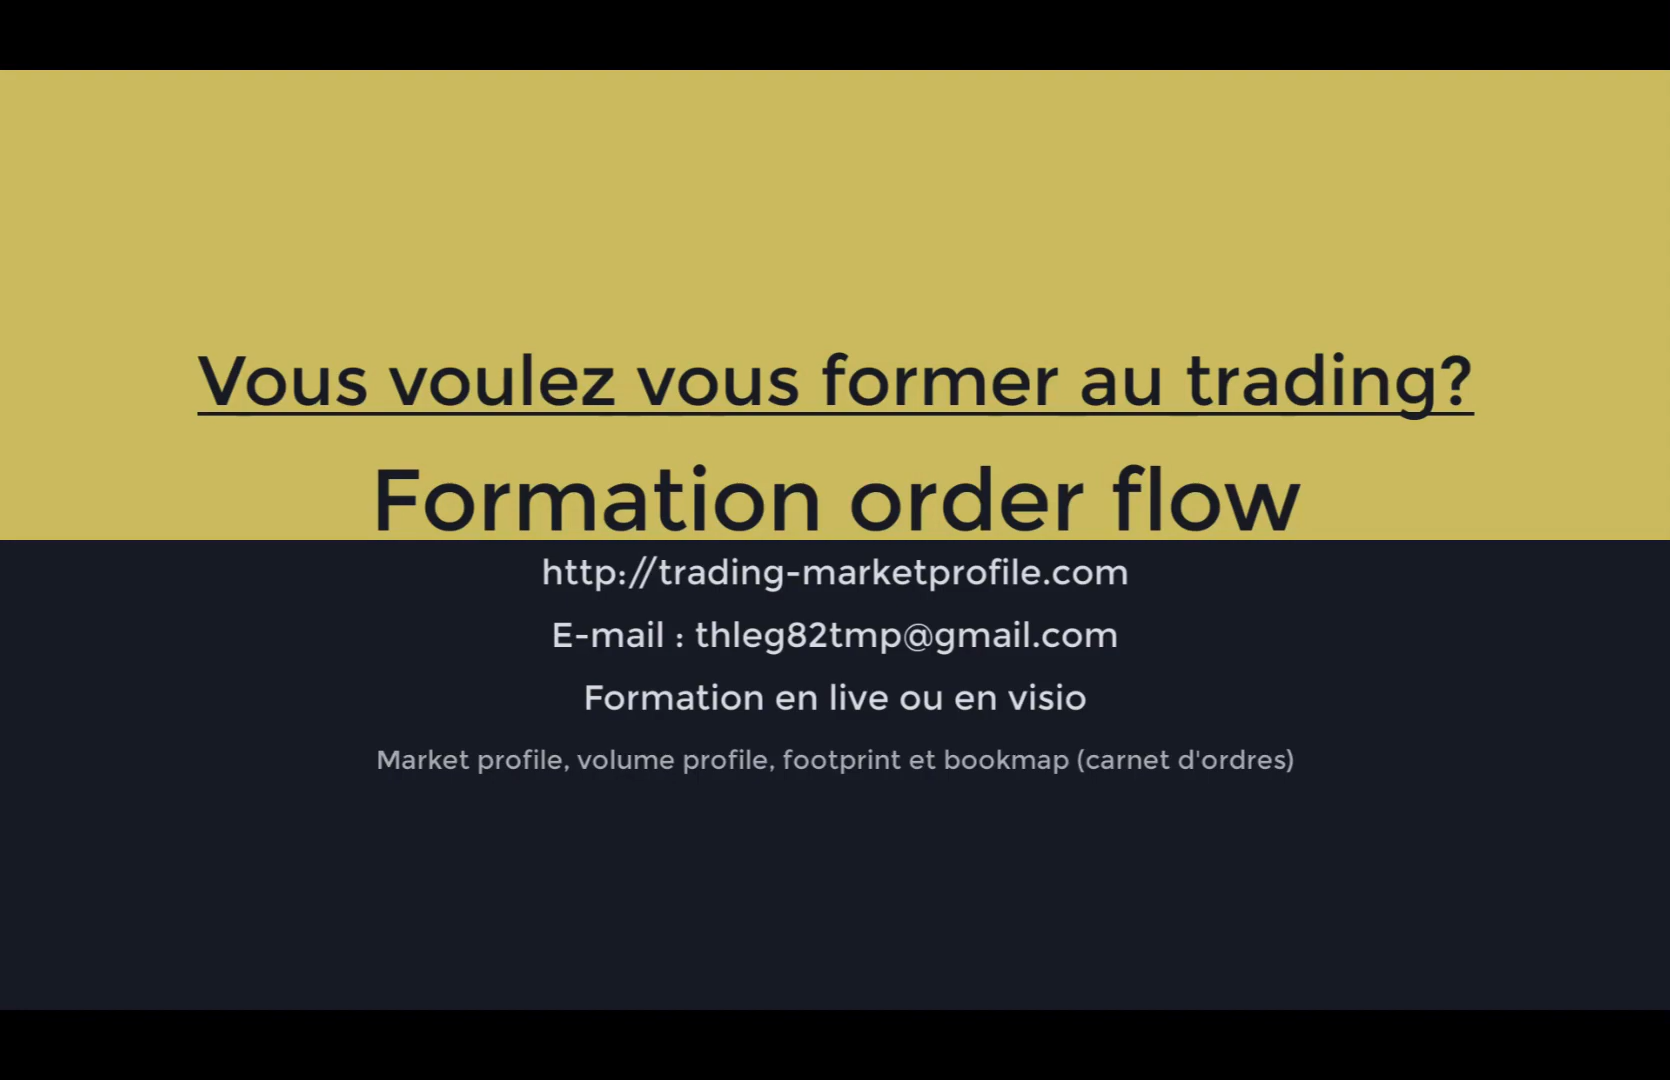 Vous voulez vous former au trading?
Formation order flow
http://trading-marketprofile.com
E-mail : thleg82tmp@gmail.com
Formation en live ou en visio
Market profile, volume profile, footprint et bookmap (carnet d'ordres)